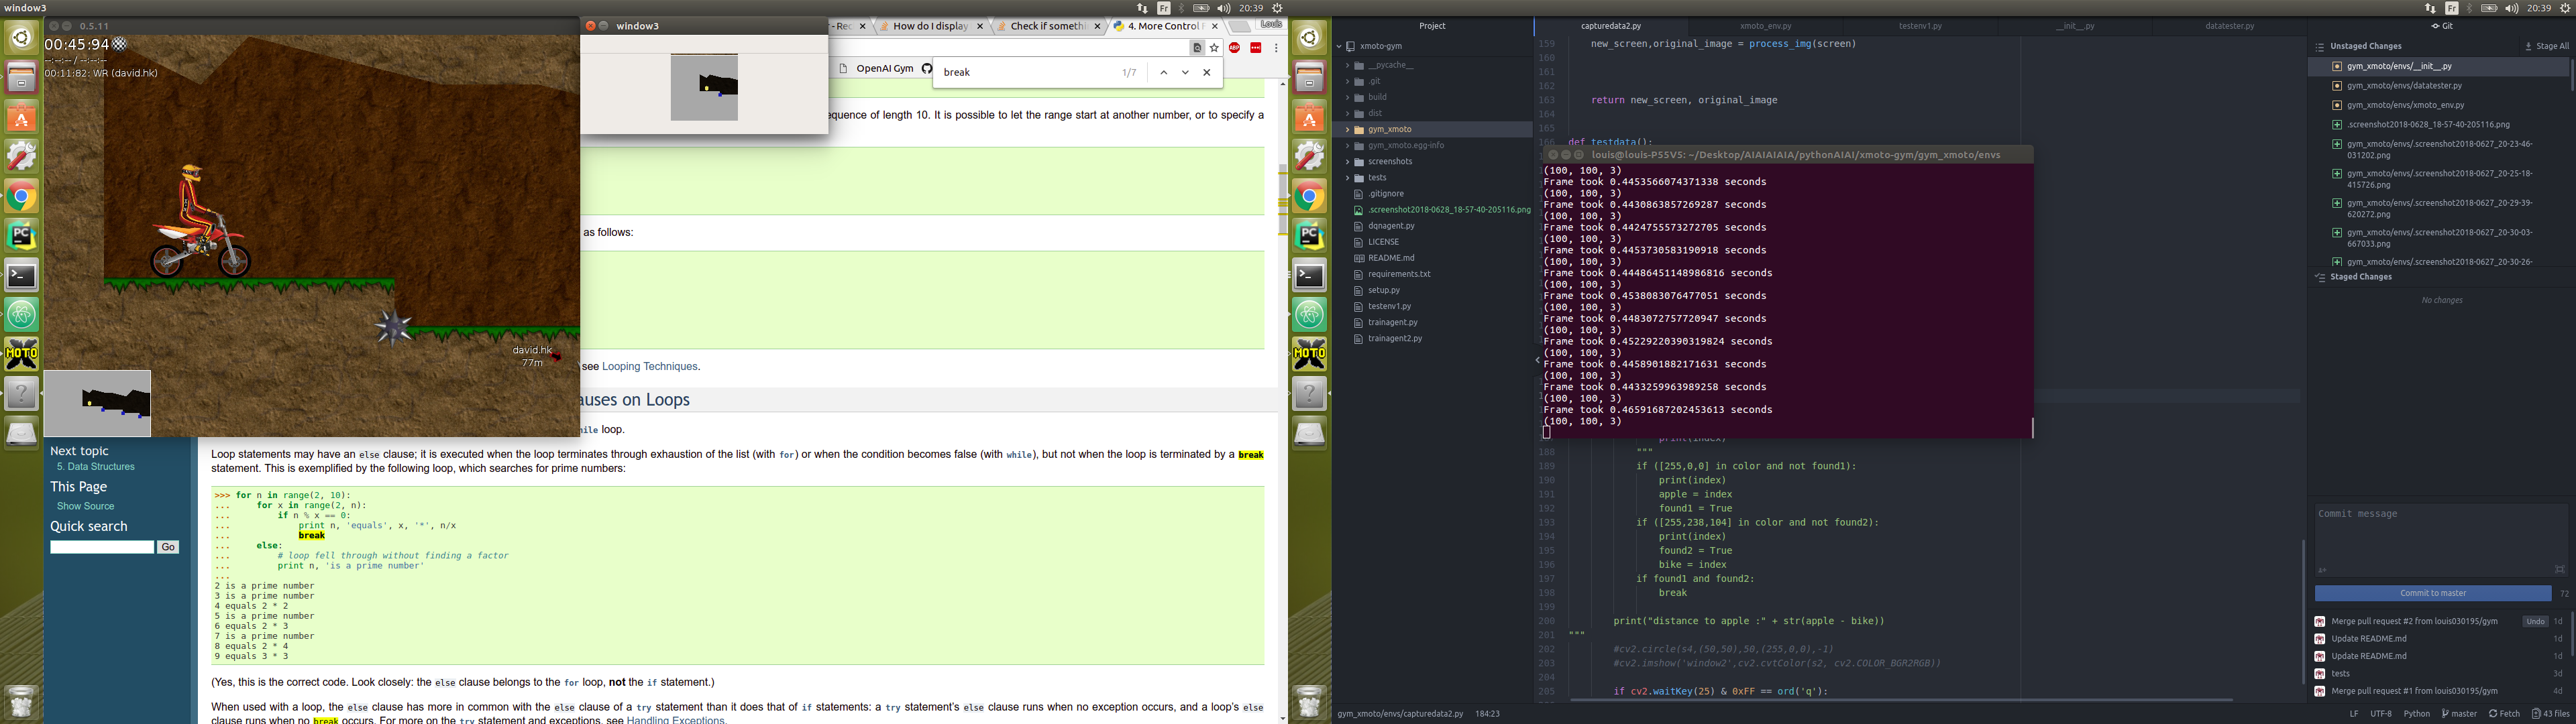 window3
Fr
20:39
Fr
20:39
0.5.11
00:45:94
--:--:-- / --:--:--
00:11:82: WR (david.hk)
david.hk
77m
window3
How do I display
Check if somethin
4. More Control F
Louis
OpenAI Gym
break
1/7
equence of length 10. It is possible to let the range start at another number, or to specify a
as follows:
see Looping Techniques.
auses on Loops
hile loop.
Loop statements may have an else clause; it is executed when the loop terminates through exhaustion of the list (with for) or when the condition becomes false (with while), but not when the loop is terminated by a break
statement. This is exemplified by the following loop, which searches for prime numbers:
>>> for n in range(2, 10):
...     for x in range(2, n):
...         if n % x == 0:
...             print n, 'equals', x, '*', n/x
...             break
...     else:
...         # loop fell through without finding a factor
...         print n, 'is a prime number'
...
2 is a prime number
3 is a prime number
4 equals 2 * 2
5 is a prime number
6 equals 2 * 3
7 is a prime number
8 equals 2 * 4
9 equals 3 * 3
(Yes, this is the correct code. Look closely: the else clause belongs to the for loop, not the if statement.)
When used with a loop, the else clause has more in common with the else clause of a try statement than it does that of if statements: a try statement's else clause runs when no exception occurs, and a loop's else
clause runs when no break occurs. For more on the try statement and exceptions, see Handling Exceptions.
Next topic
5. Data Structures
This Page
Show Source
Quick search
Go
MOTO
MOTO
Project
xmoto-gym
__pycache__
.git
build
dist
gym_xmoto
gym_xmoto.egg-info
screenshots
tests
.gitignore
.screenshot2018-0628_18-57-40-205116.png
dqnagent.py
LICENSE
README.md
requirements.txt
setup.py
testenv1.py
trainagent.py
trainagent2.py
capturedata2.py
xmoto_env.py
testenv1.py
__init__.py
datatester.py
159 new_screen,original_image = process_img(screen)
160
161
162
163 return new_screen, original_image
164
165
166 def testdata():
louis@louis-P55V5: ~/Desktop/AIAIAIAIA/pythonAIAI/xmoto-gym/gym_xmoto/envs
(100, 100, 3)
Frame took 0.4453566074371338 seconds
(100, 100, 3)
Frame took 0.4430863857269287 seconds
(100, 100, 3)
Frame took 0.4424755573272705 seconds
(100, 100, 3)
Frame took 0.4453730583190918 seconds
(100, 100, 3)
Frame took 0.44486451148986816 seconds
(100, 100, 3)
Frame took 0.4538083076477051 seconds
(100, 100, 3)
Frame took 0.4483072757720947 seconds
(100, 100, 3)
Frame took 0.45229220390319824 seconds
(100, 100, 3)
Frame took 0.4458901882171631 seconds
(100, 100, 3)
Frame took 0.4433259963989258 seconds
(100, 100, 3)
Frame took 0.46591687202453613 seconds
(100, 100, 3)
print(index)
188 """
189 if ([255,0,0] in color and not found1):
190 print(index)
191 apple = index
192 found1 = True
193 if ([255,238,104] in color and not found2):
194 print(index)
195 found2 = True
196 bike = index
197 if found1 and found2:
198 break
199
200 print("distance to apple :" + str(apple - bike))
201 """
202 #cv2.circle(s4,(50,50),50,(255,0,0),-1)
203 #cv2.imshow('window2',cv2.cvtColor(s2, cv2.COLOR_BGR2RGB))
204
205 if cv2.waitKey(25) & 0xFF == ord('q'):
gym_xmoto/envs/capturedata2.py 184:23
LF UTF-8 Python master Fetch 43 files
Git
Unstaged Changes
Stage All
gym_xmoto/envs/__init__.py
gym_xmoto/envs/datatester.py
gym_xmoto/envs/xmoto_env.py
.screenshot2018-0628_18-57-40-205116.png
gym_xmoto/envs/.screenshot2018-0627_20-23-46-
031202.png
gym_xmoto/envs/.screenshot2018-0627_20-25-18-
415726.png
gym_xmoto/envs/.screenshot2018-0627_20-29-39-
620272.png
gym_xmoto/envs/.screenshot2018-0627_20-30-03-
667033.png
gym_xmoto/envs/.screenshot2018-0627_20-30-26-
Staged Changes
No changes
Commit message
Commit to master
72
Merge pull request #2 from louis030195/gym Undo 1d
Update README.md 1d
Update README.md 1d
tests 3d
Merge pull request #1 from louis030195/gym 4d